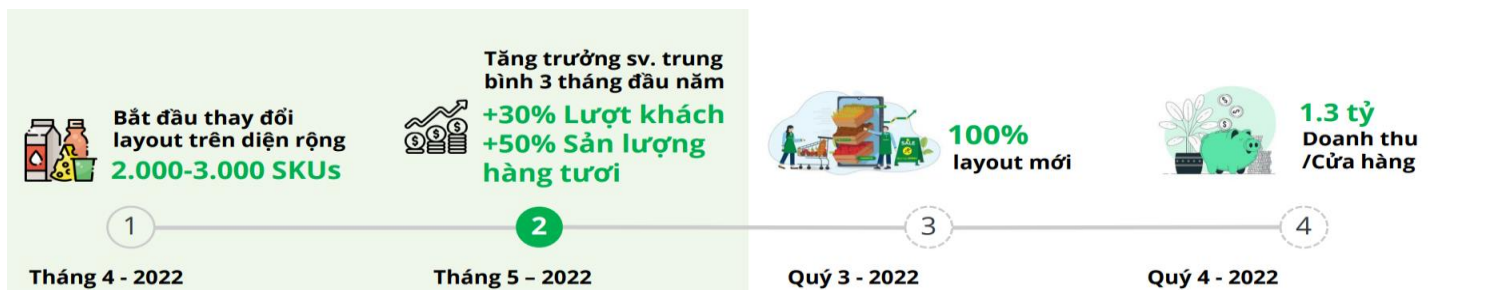 Bắt đầu thay đổi
layout trên diện rộng
2.000-3.000 SKUs
1
Tháng 4 - 2022
Tăng trưởng sv. trung
bình 3 tháng đầu năm
+30% Lượt khách
+50% Sản lượng
hàng tươi
2
Tháng 5 – 2022
100%
layout mới
3
Quý 3 - 2022
1.3 tỷ
Doanh thu
/Cửa hàng
4
Quý 4 - 2022